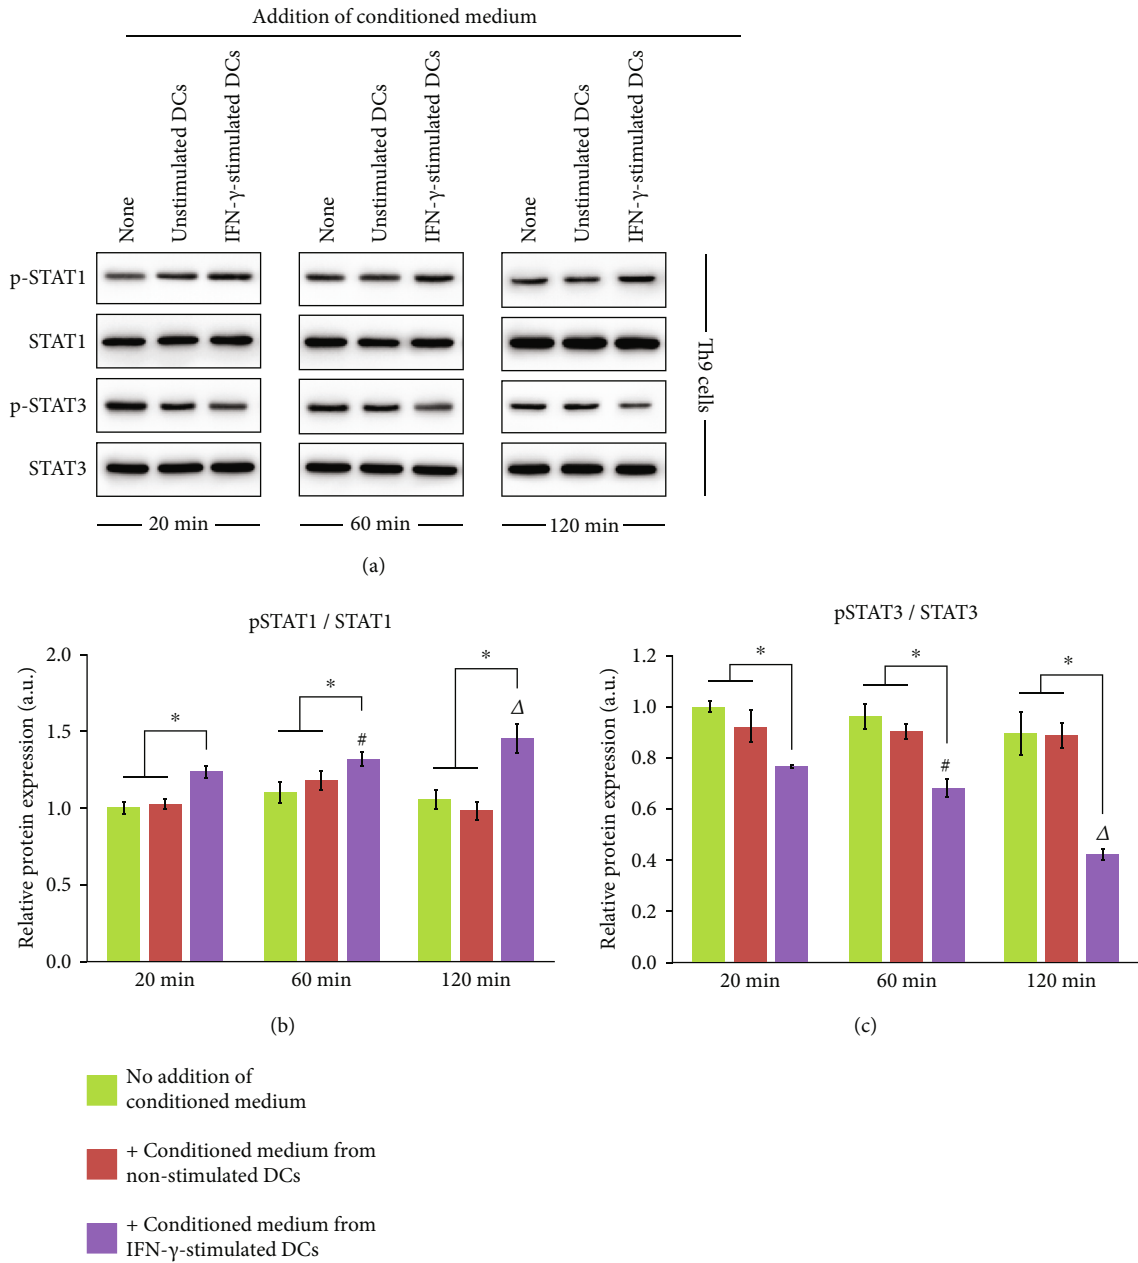 Addition of conditioned medium
None
Unstimulated DCs
IFN-γ-stimulated DCs
None
Unstimulated DCs
IFN-γ-stimulated DCs
None
Unstimulated DCs
IFN-γ-stimulated DCs
p-STAT1
STAT1
p-STAT3
STAT3
Th9 cells
20 min
60 min
120 min
(a)
pSTAT1 / STAT1
Relative protein expression (a.u.)
2.0
1.5
1.0
0.5
0.0
*
*
#
*
Δ
20 min
60 min
120 min
(b)
pSTAT3 / STAT3
Relative protein expression (a.u.)
1.2
1.0
0.8
0.6
0.4
0.2
0.0
*
*
#
*
Δ
20 min
60 min
120 min
(c)
No addition of
conditioned medium
+ Conditioned medium from
non-stimulated DCs
+ Conditioned medium from
IFN-γ-stimulated DCs